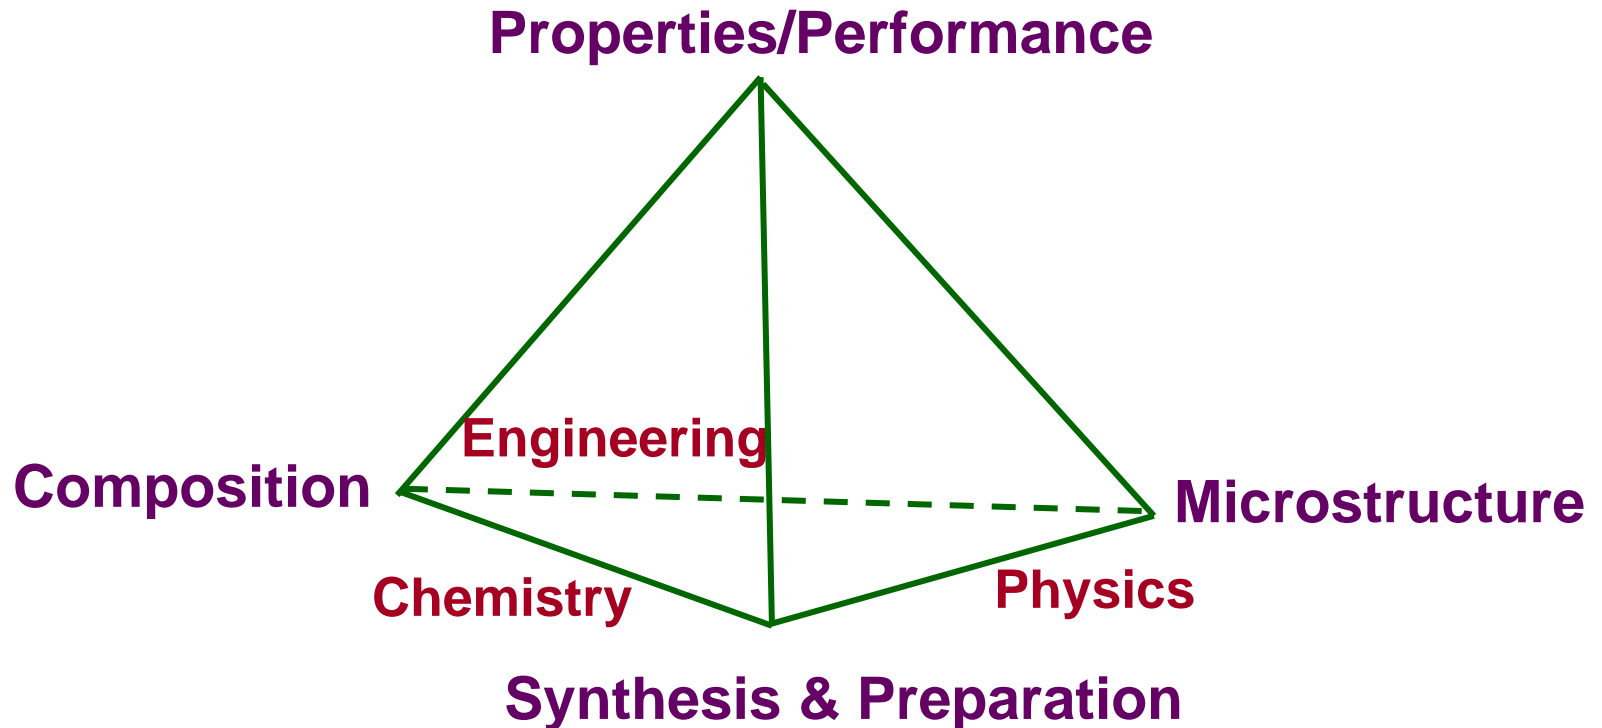 Properties/Performance
Engineering
Composition
Microstructure
Chemistry
Physics
Synthesis & Preparation